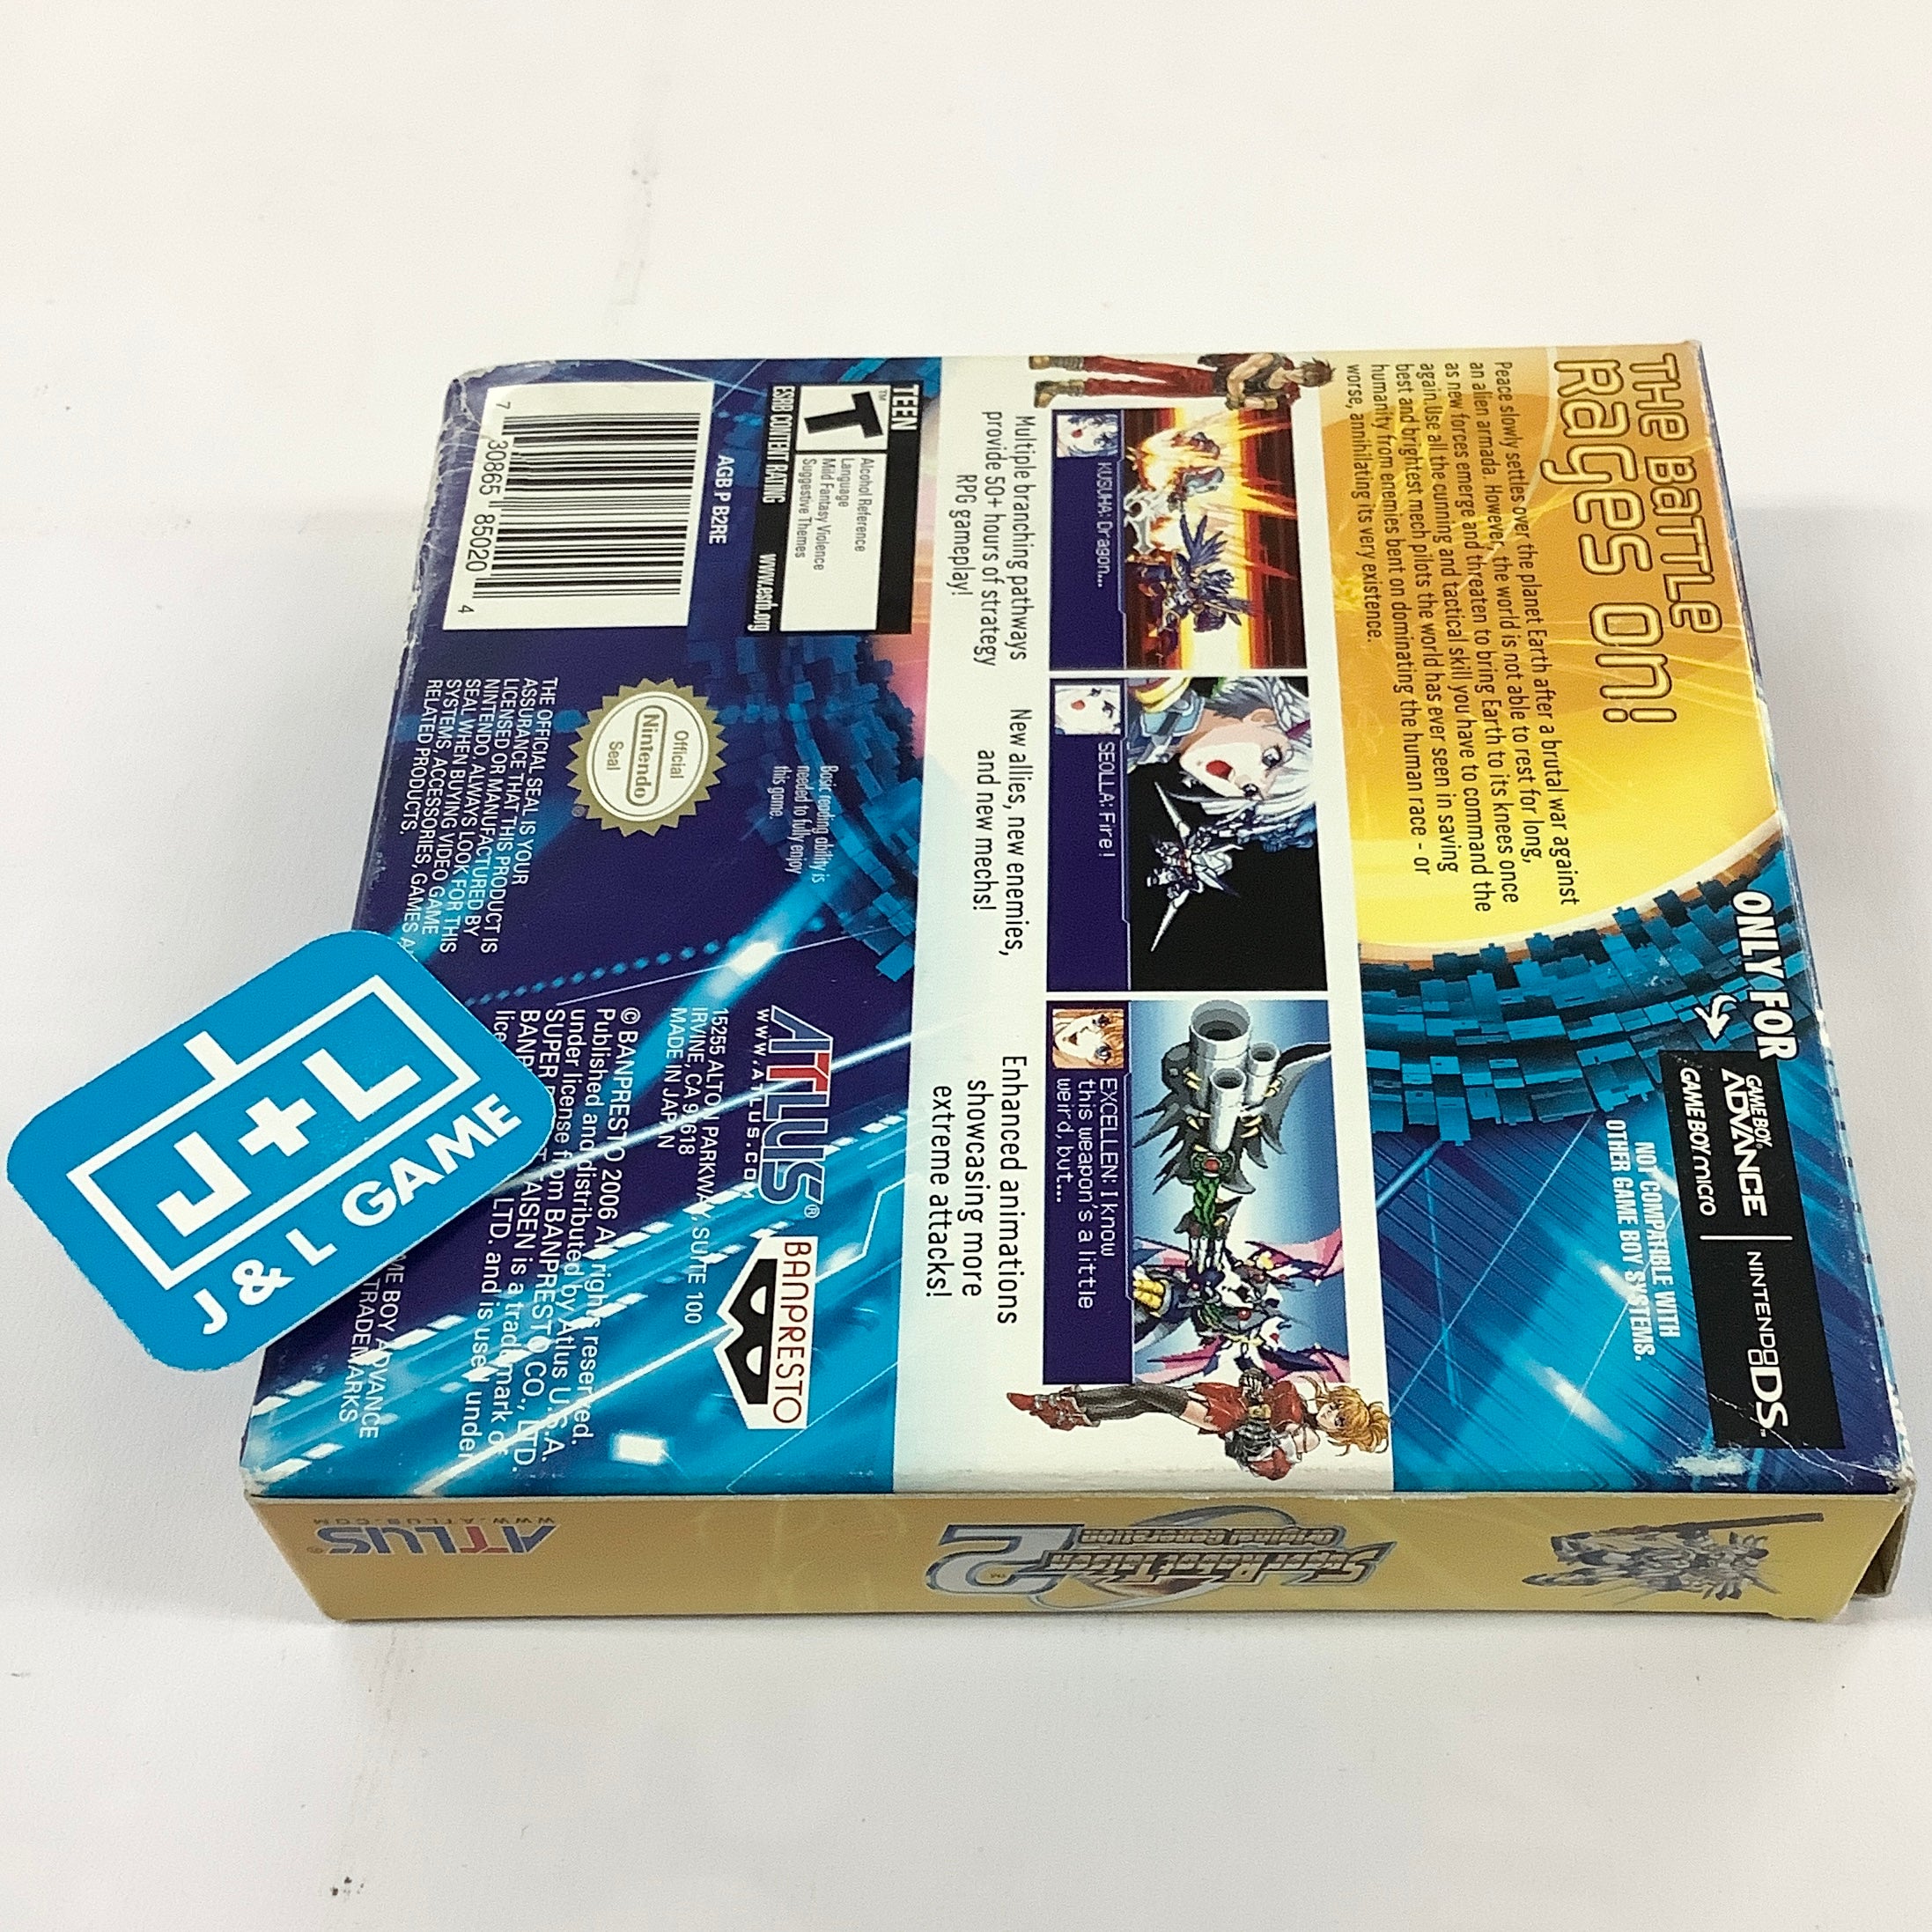 THE BATTLE
RAGES ON!
Peace slowly settles over the planet Earth after a brutal war against
an alien armada. However, the world is not able to rest for long,
as new forces emerge and threaten to bring Earth to its knees once
again. Use all the cunning and tactical skill you have to command the
best and brightest mech pilots the world has ever seen in saving
humanity from enemies bent on dominating the human race - or
worse, annihilating its very existence.
ONLY FOR
GAME BOY ADVANCE
GAME BOY micro
NINTENDO DS™
NOT COMPATIBLE WITH
OTHER GAME BOY SYSTEMS.
KUSUHA: Dragon...
SEOLLA: Fire!
EXCELLEN: I know
this weapon's a little
weird, but...
Multiple branching pathways
provide 50+ hours of strategy
RPG gameplay!
New allies, new enemies,
and new mechs!
Enhanced animations
showcasing more
extreme attacks!
TEEN
T
™
Alcohol Reference
Language
Mild Fantasy Violence
Suggestive Themes
ESRB CONTENT RATING www.esrb.org
AGB P B2RE
7 30865 85020 4
Basic reading ability is
needed to fully enjoy
this game.
Official
Nintendo
Seal
®
THE OFFICIAL SEAL IS YOUR
ASSURANCE THAT THIS PRODUCT IS
LICENSED OR MANUFACTURED BY
NINTENDO. ALWAYS LOOK FOR THIS
SEAL WHEN BUYING VIDEO GAME
SYSTEMS, ACCESSORIES, GAMES A
RELATED PRODUCTS.
ATLUS®
WWW.ATLUS.COM
BANPRESTO
15255 ALTON PARKWAY, SUITE 100
IRVINE, CA 92618
MADE IN JAPAN
© BANPRESTO 2006 All rights reserved.
Published and distributed by Atlus U.S.A.
under license from BANPRESTO CO., LTD.
SUPER TAISEN is a trademark of
BANP LTD. and is used under
lice
ME BOY ADVANCE
TRADEMARKS
J+L
J & L GAME
ATLUS®
WWW.ATLUS.COM
Super Robot Taisen
Original Generation
2
™